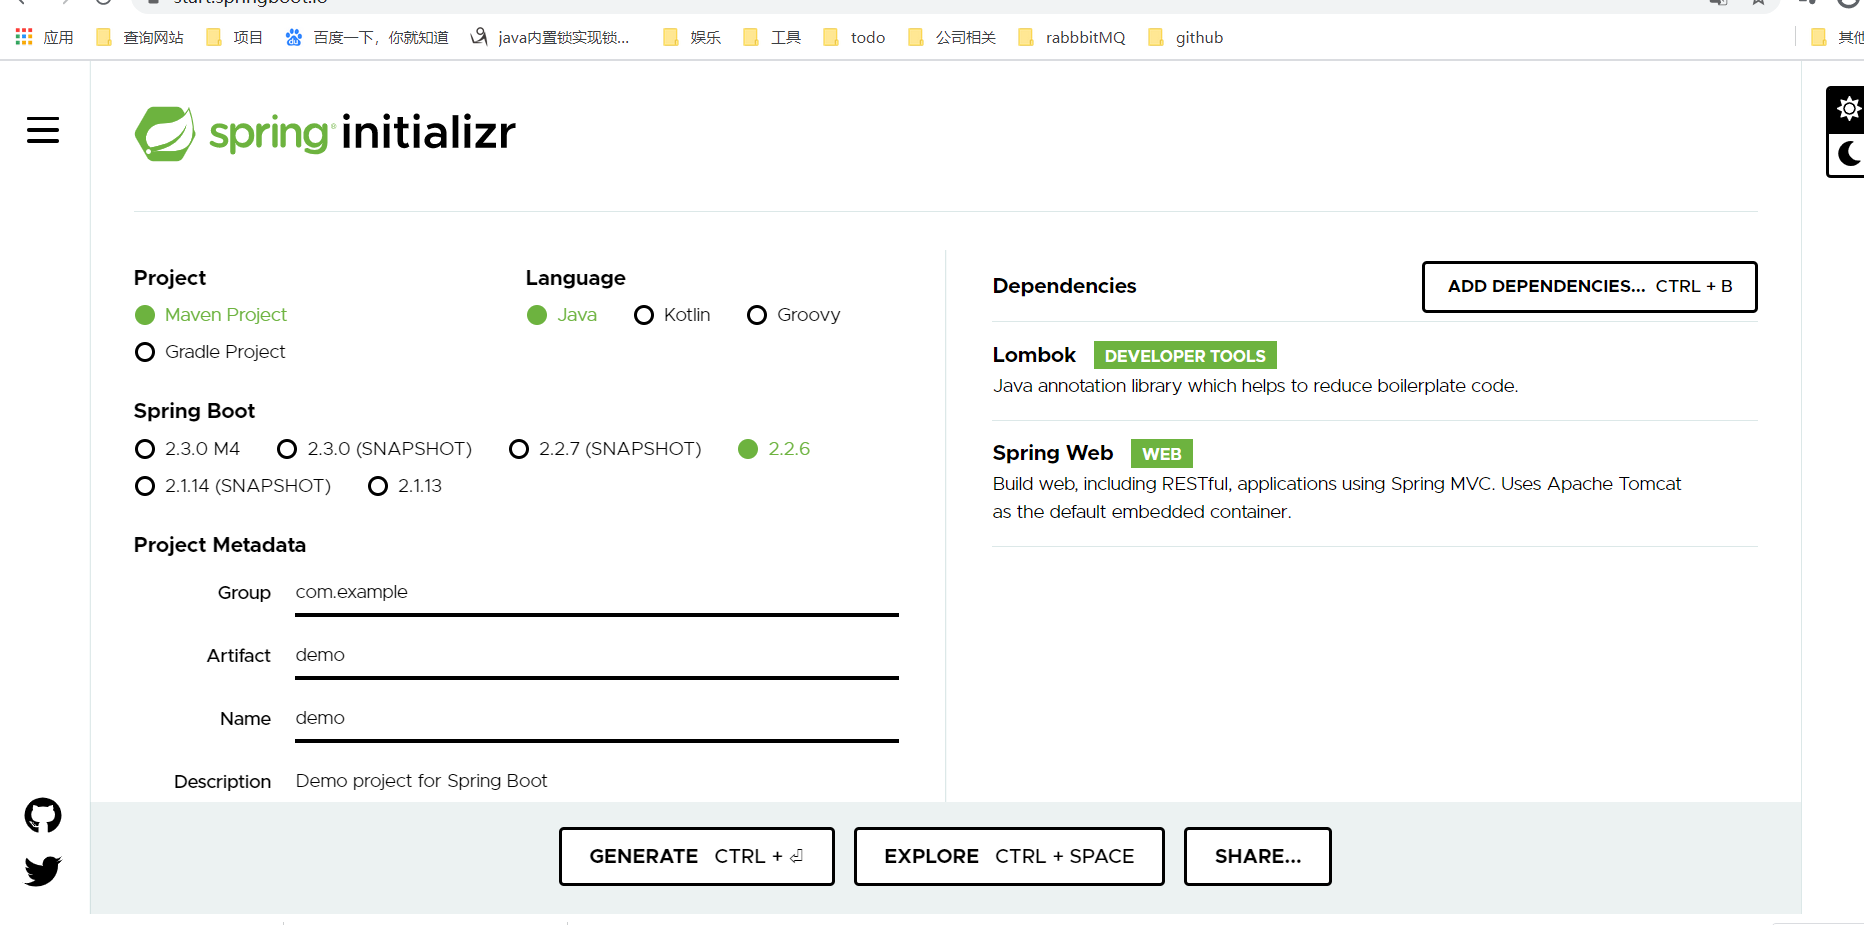 start.springboot.io
应用 查询网站 项目 百度一下，你就知道 java内置锁实现锁... 娱乐 工具 todo 公司相关 rabbbitMQ github
spring initializr
Project
Maven Project
Gradle Project
Language
Java Kotlin Groovy
Spring Boot
2.3.0 M4 2.3.0 (SNAPSHOT) 2.2.7 (SNAPSHOT) 2.2.6
2.1.14 (SNAPSHOT) 2.1.13
Project Metadata
Group com.example
Artifact demo
Name demo
Description Demo project for Spring Boot
Dependencies
ADD DEPENDENCIES... CTRL + B
Lombok DEVELOPER TOOLS
Java annotation library which helps to reduce boilerplate code.
Spring Web WEB
Build web, including RESTful, applications using Spring MVC. Uses Apache Tomcat
as the default embedded container.
GENERATE CTRL + ⏎
EXPLORE CTRL + SPACE
SHARE...